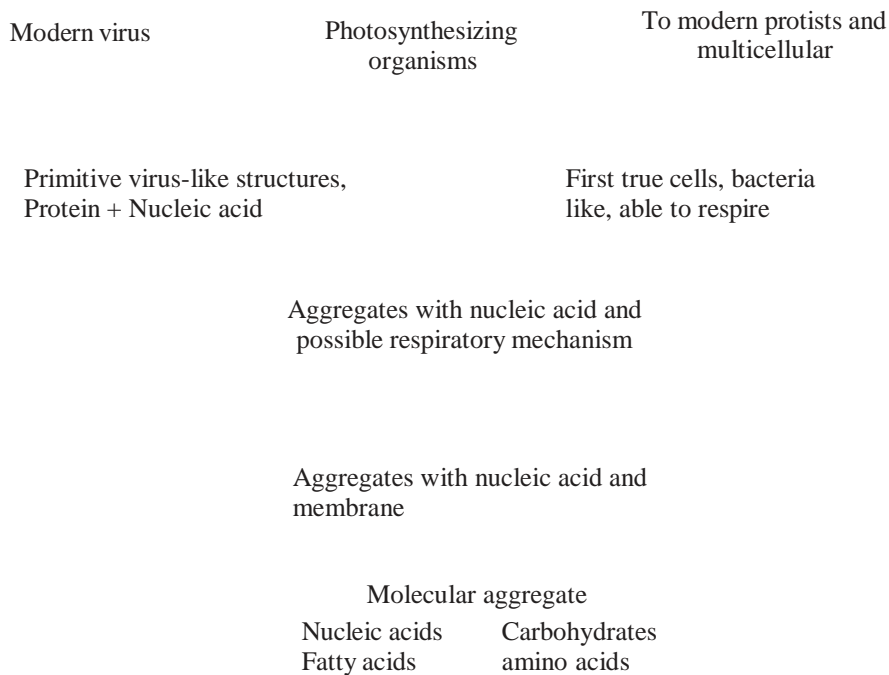 Modern virus
Photosynthesizing
organisms
To modern protists and
multicellular
Primitive virus-like structures,
Protein + Nucleic acid
First true cells, bacteria
like, able to respire
Aggregates with nucleic acid and
possible respiratory mechanism
Aggregates with nucleic acid and
membrane
Molecular aggregate
Nucleic acids
Carbohydrates
Fatty acids
amino acids